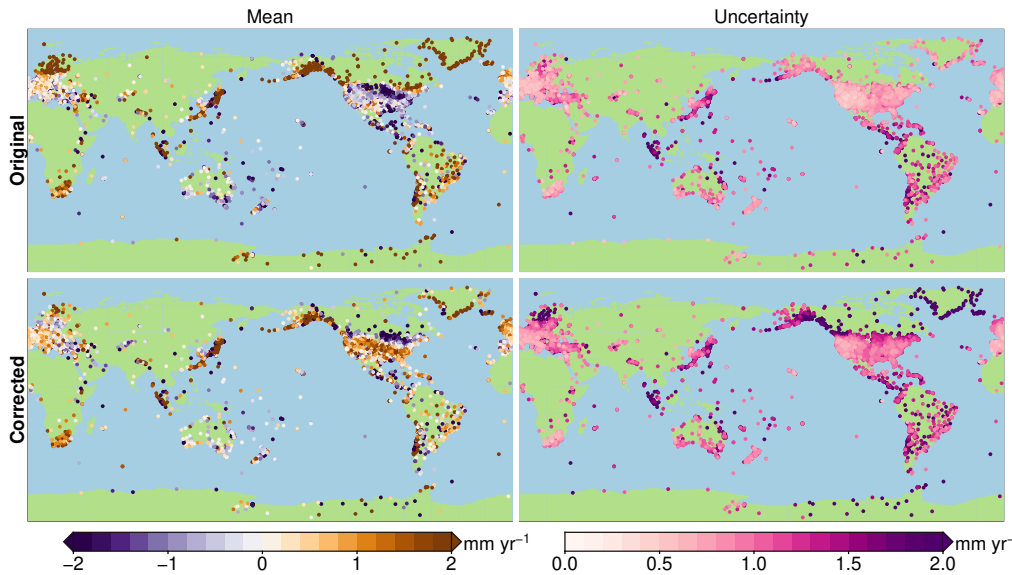 Mean
Uncertainty
Original
Corrected
−2 −1 0 1 2 mm yr⁻¹
0.0 0.5 1.0 1.5 2.0 mm yr⁻¹